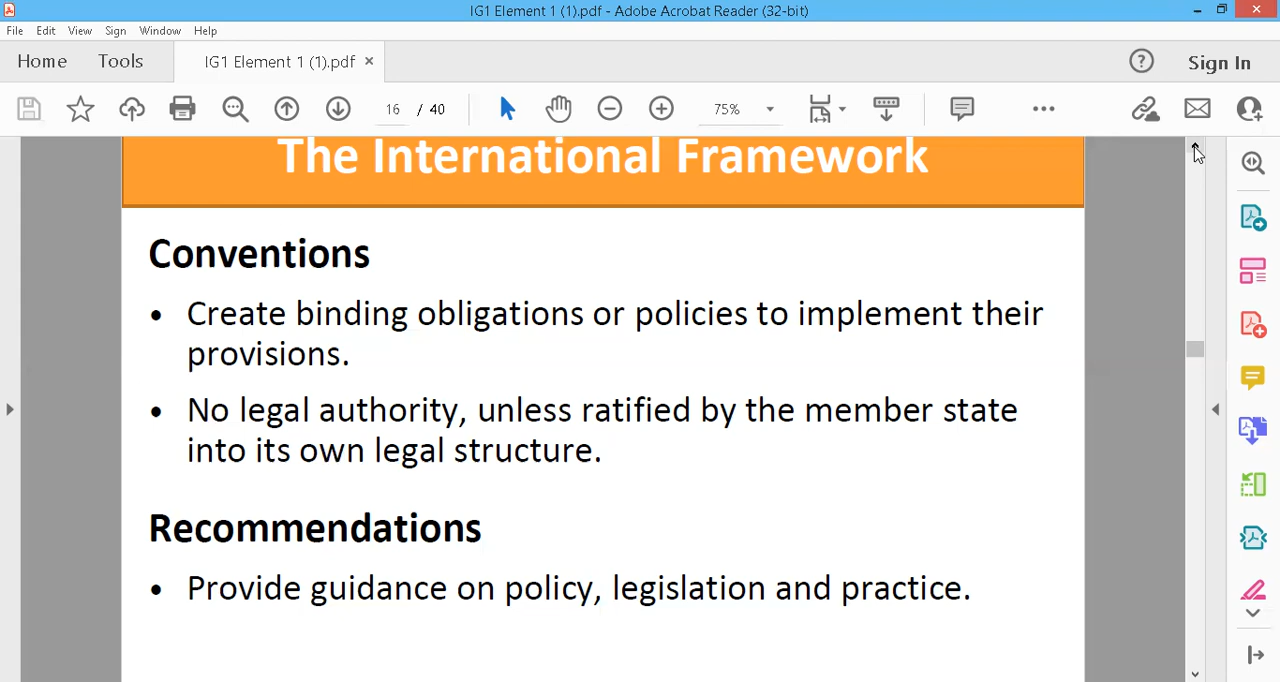 IG1 Element 1 (1).pdf - Adobe Acrobat Reader (32-bit)
File Edit View Sign Window Help
Home Tools IG1 Element 1 (1).pdf × Sign In
16 / 40 75%
The International Framework
Conventions
• Create binding obligations or policies to implement their
provisions.
• No legal authority, unless ratified by the member state
into its own legal structure.
Recommendations
• Provide guidance on policy, legislation and practice.